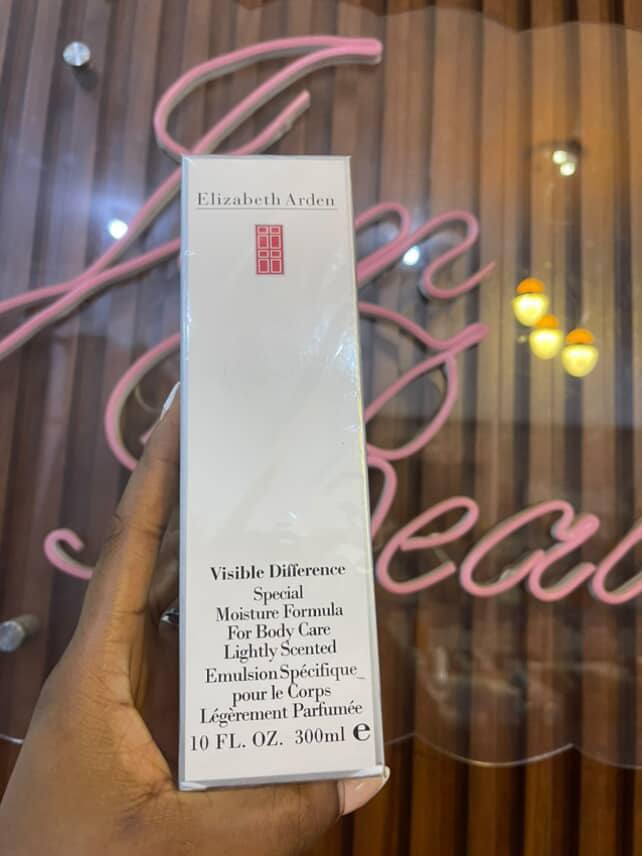 Elizabeth Arden
Visible Difference
Special
Moisture Formula
For Body Care
Lightly Scented
Emulsion Spécifique
pour le Corps
Légèrement Parfumée
10 FL. OZ. 300ml e